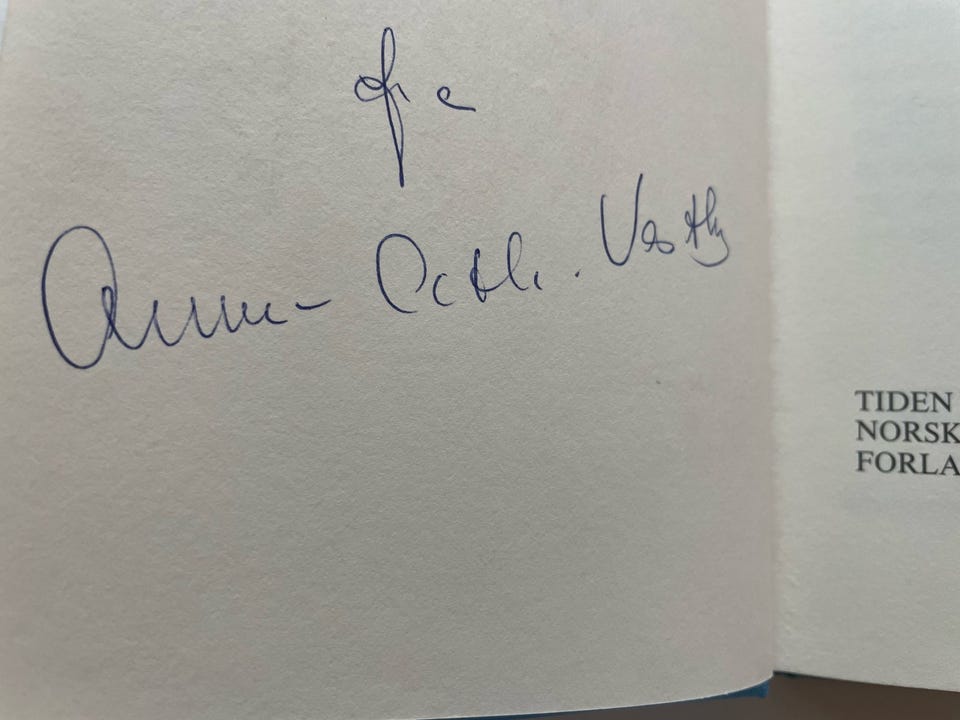 fra
Anne-Cath. Vestly
TIDEN
NORSK
FORLA